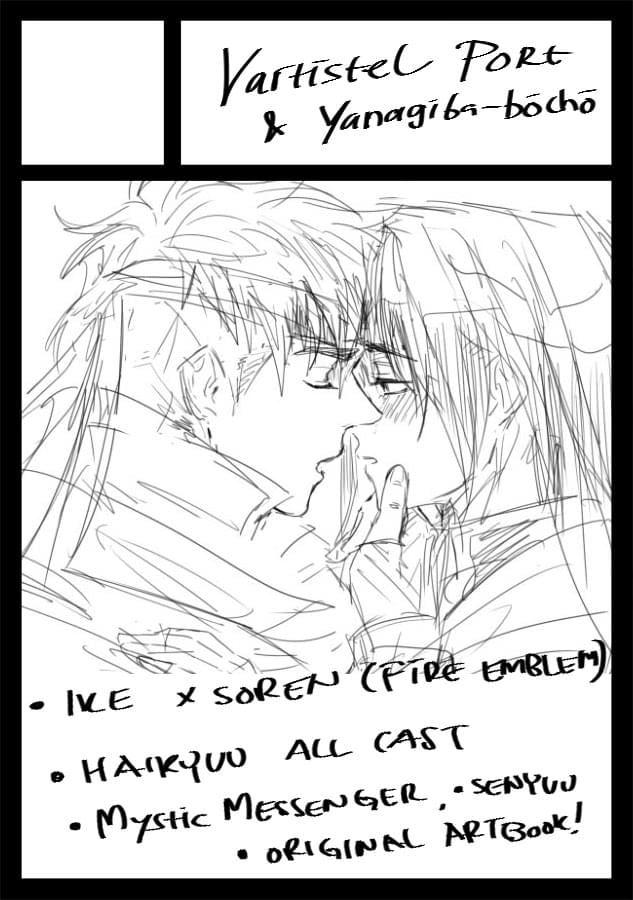 Vartistel PORT
& Yanagiba-bōchō
• IKE x SOREN (FIRE EMBLEM)
• HAIKYUU ALL CAST
• MYSTIC MESSENGER, • SENYUU
• ORIGINAL ARTBOOK!